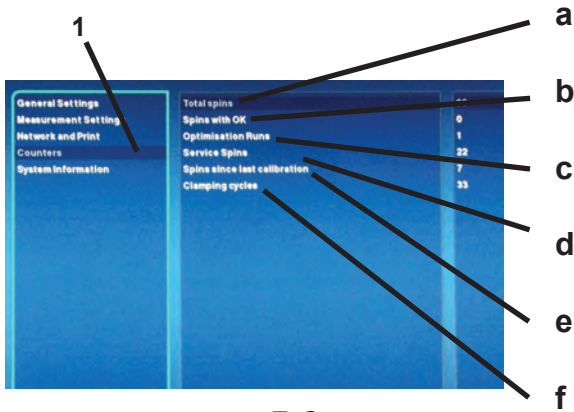 1
a
General Settings
Total spins
b
Measurement Setting
Spins with OK
0
Network and Print
Optimisation Runs
1
Counters
Service Spins
22
c
System Information
Spins since last calibration
7
Clamping cycles
33
d
e
f